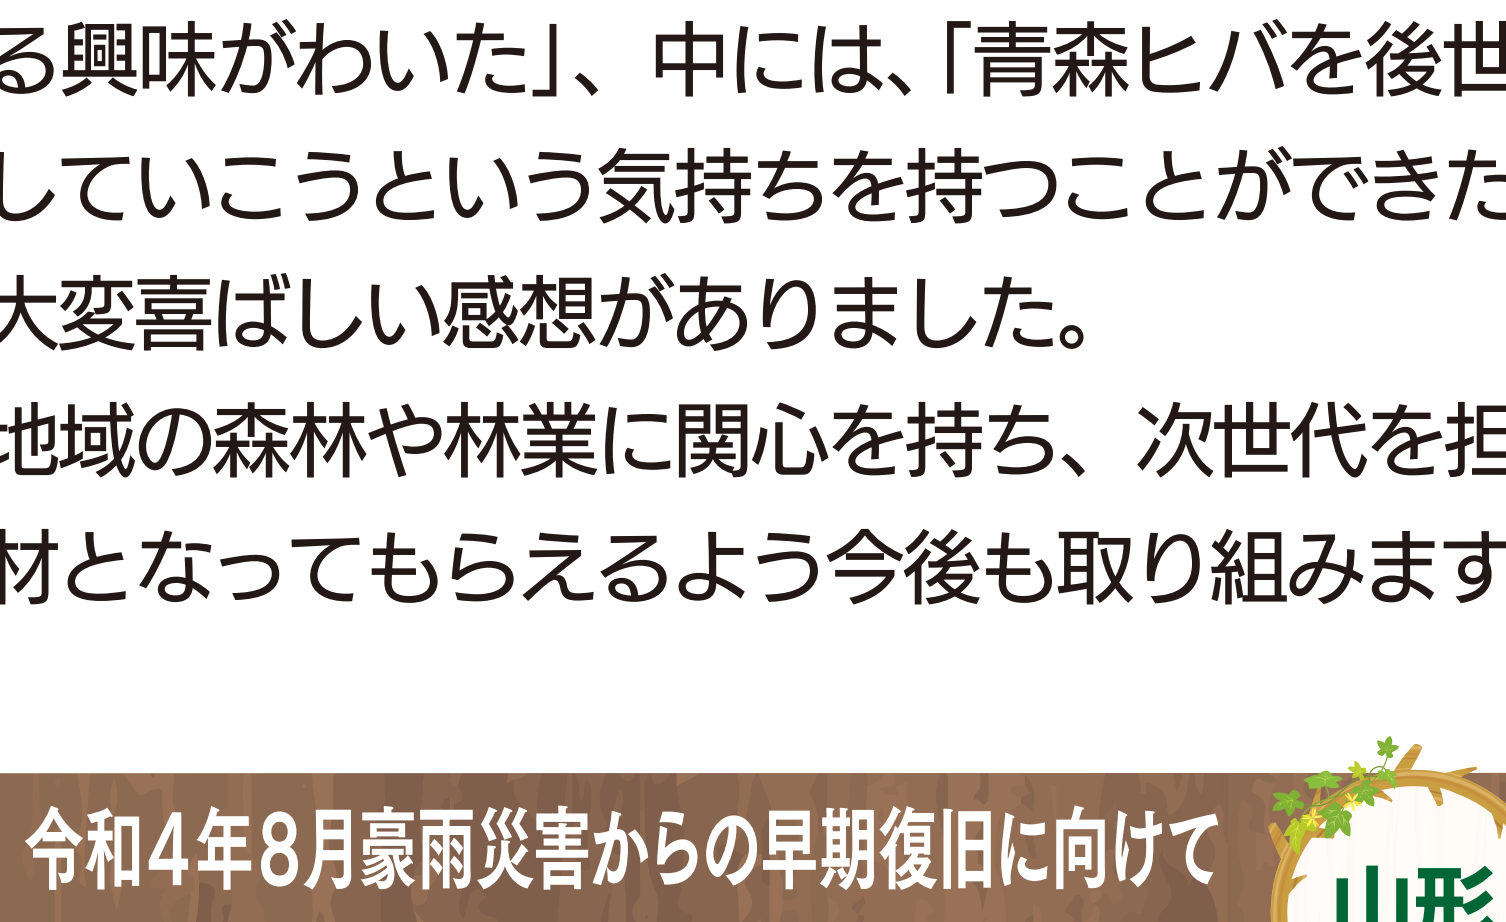 る興味がわいた」、中には、「青森ヒバを後世
していこうという気持ちを持つことができた
大変喜ばしい感想がありました。
地域の森林や林業に関心を持ち、次世代を担
材となってもらえるよう今後も取り組みます
令和４年８月豪雨災害からの早期復旧に向けて
山形